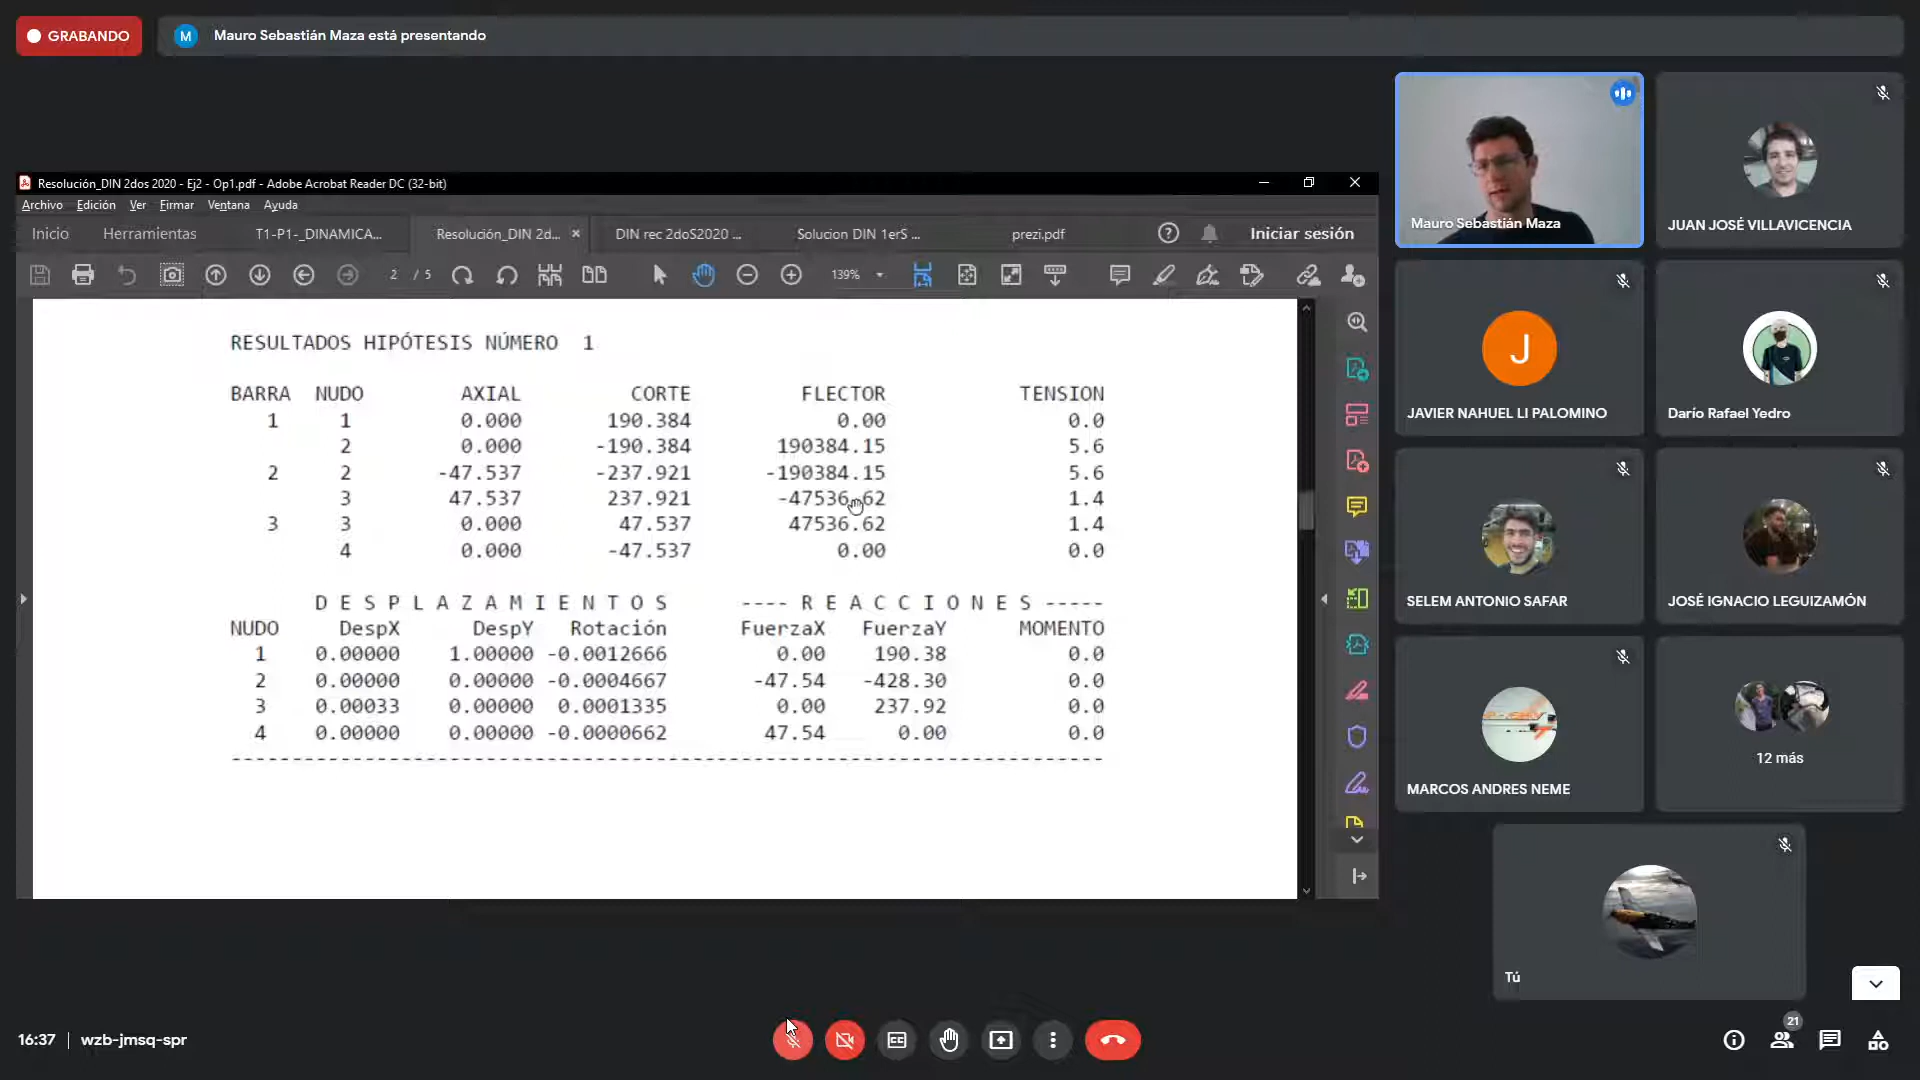 GRABANDO
M Mauro Sebastián Maza está presentando
Resolución_DIN 2dos 2020 - Ej2 - Op1.pdf - Adobe Acrobat Reader DC (32-bit)
Archivo Edición Ver Firmar Ventana Ayuda
Inicio Herramientas T1-P1-_DINAMICA... Resolución_DIN 2d... × DIN rec 2doS2020 ... Solucion DIN 1erS ... prezi.pdf Iniciar sesión
2 / 5 139%
RESULTADOS HIPÓTESIS NÚMERO 1
BARRA NUDO AXIAL CORTE FLECTOR TENSION
1 1 0.000 190.384 0.00 0.0
2 0.000 -190.384 190384.15 5.6
2 2 -47.537 -237.921 -190384.15 5.6
3 47.537 237.921 -47536.62 1.4
3 3 0.000 47.537 47536.62 1.4
4 0.000 -47.537 0.00 0.0
D E S P L A Z A M I E N T O S ---- R E A C C I O N E S -----
NUDO DespX DespY Rotación FuerzaX FuerzaY MOMENTO
1 0.00000 1.00000 -0.0012666 0.00 190.38 0.0
2 0.00000 0.00000 -0.0004667 -47.54 -428.30 0.0
3 0.00033 0.00000 0.0001335 0.00 237.92 0.0
4 0.00000 0.00000 -0.0000662 47.54 0.00 0.0
Mauro Sebastián Maza
JUAN JOSÉ VILLAVICENCIA
J
JAVIER NAHUEL LI PALOMINO
Darío Rafael Yedro
SELEM ANTONIO SAFAR
JOSÉ IGNACIO LEGUIZAMÓN
MARCOS ANDRES NEME
12 más
Tú
16:37 | wzb-jmsq-spr
21